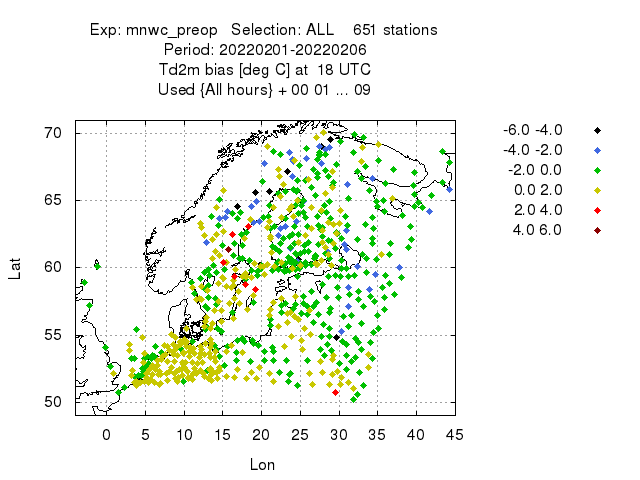 Exp: mnwc_preop Selection: ALL 651 stations
Period: 20220201-20220206
Td2m bias [deg C] at 18 UTC
Used {All hours} + 00 01 ... 09
70
65
60
55
50
Lat
0 5 10 15 20 25 30 35 40 45
Lon
-6.0 -4.0
-4.0 -2.0
-2.0 0.0
0.0 2.0
2.0 4.0
4.0 6.0